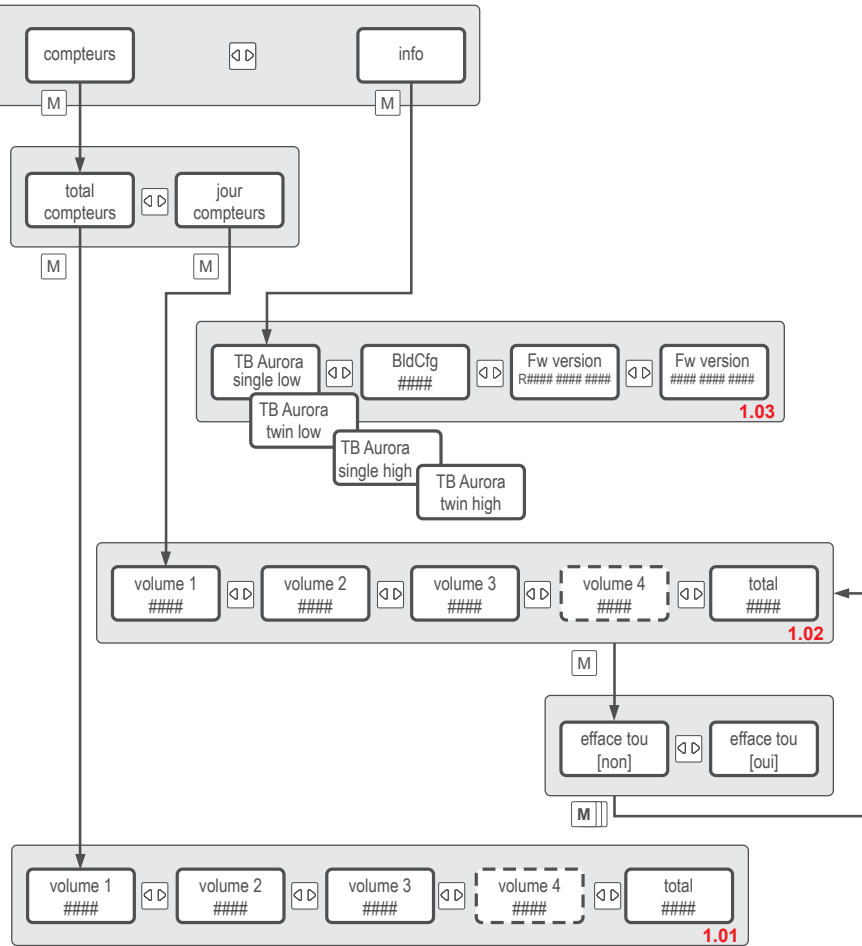 compteurs
info
M
M
total
compteurs
jour
compteurs
M
M
TB Aurora
single low
BldCfg
####
Fw version
R#### #### ####
Fw version
#### #### ####
1.03
TB Aurora
twin low
TB Aurora
single high
TB Aurora
twin high
volume 1
####
volume 2
####
volume 3
####
volume 4
####
total
####
1.02
M
efface tou
[non]
efface tou
[oui]
M
volume 1
####
volume 2
####
volume 3
####
volume 4
####
total
####
1.01